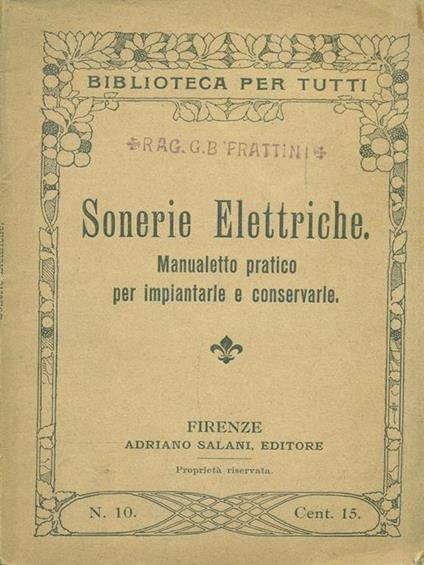 BIBLIOTECA PER TUTTI
RAG. G. B FRATTINI
Sonerie Elettriche.
Manualetto pratico
per impiantarle e conservarle.
FIRENZE
ADRIANO SALANI, EDITORE
Proprietà riservata.
N. 10.
Cent. 15.